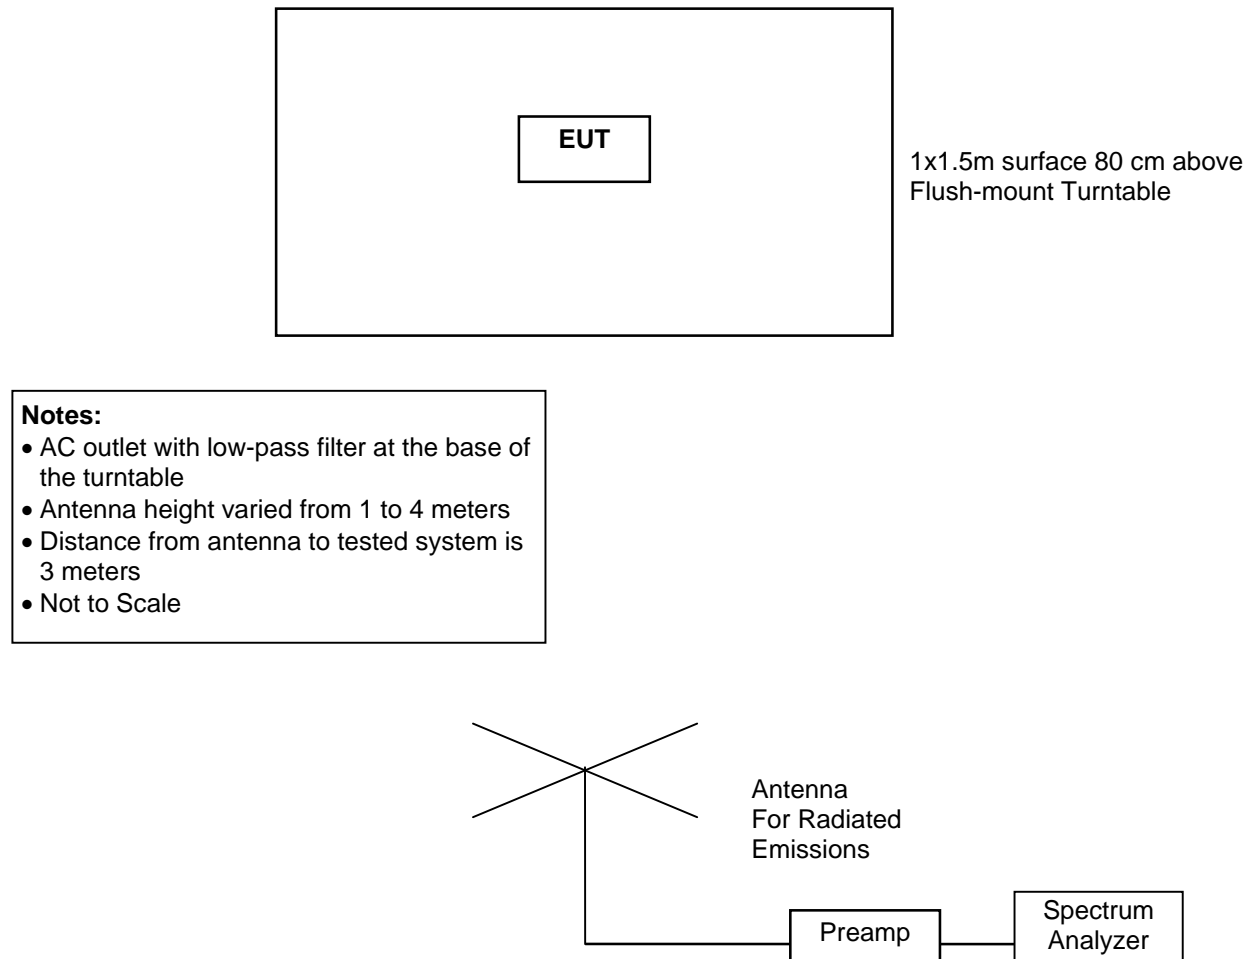 EUT
1x1.5m surface 80 cm above
Flush-mount Turntable
Notes:
• AC outlet with low-pass filter at the base of
the turntable
• Antenna height varied from 1 to 4 meters
• Distance from antenna to tested system is
3 meters
• Not to Scale
Antenna
For Radiated
Emissions
Preamp
Spectrum
Analyzer